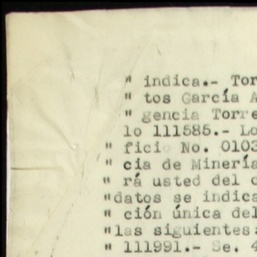 " indica.- Tor
" tos García A
" gencia Torre
lo 111585.- Lo
" ficio No. 0103
" cia de Minería
" rá usted del c
"datos se indica
" ción única del
"las siguientes:
" 111991.- Se. 4